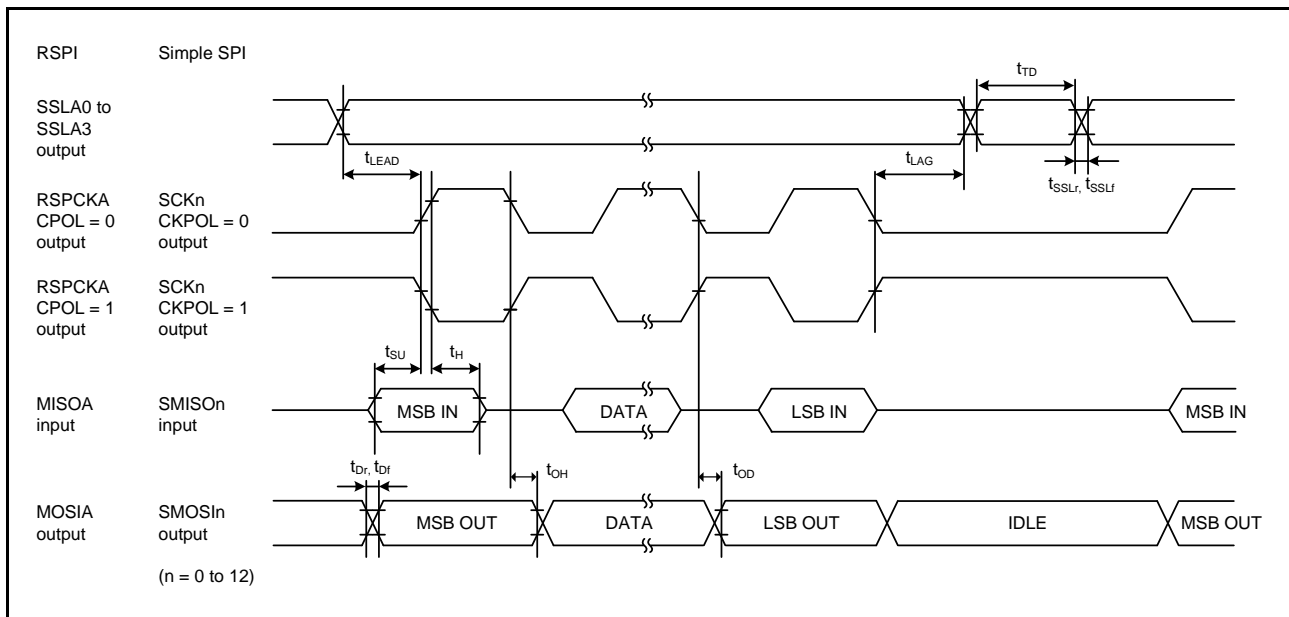 RSPI Simple SPI
SSLA0 to
SSLA3
output
tTD
tLEAD
tLAG
tSSLr, tSSLf
RSPCKA
CPOL = 0
output
SCKn
CKPOL = 0
output
RSPCKA
CPOL = 1
output
SCKn
CKPOL = 1
output
tSU
tH
MISOA
input
SMISOn
input
MSB IN
DATA
LSB IN
MSB IN
tDr, tDf
tOH
tOD
MOSIA
output
SMOSIn
output
MSB OUT
DATA
LSB OUT
IDLE
MSB OUT
(n = 0 to 12)